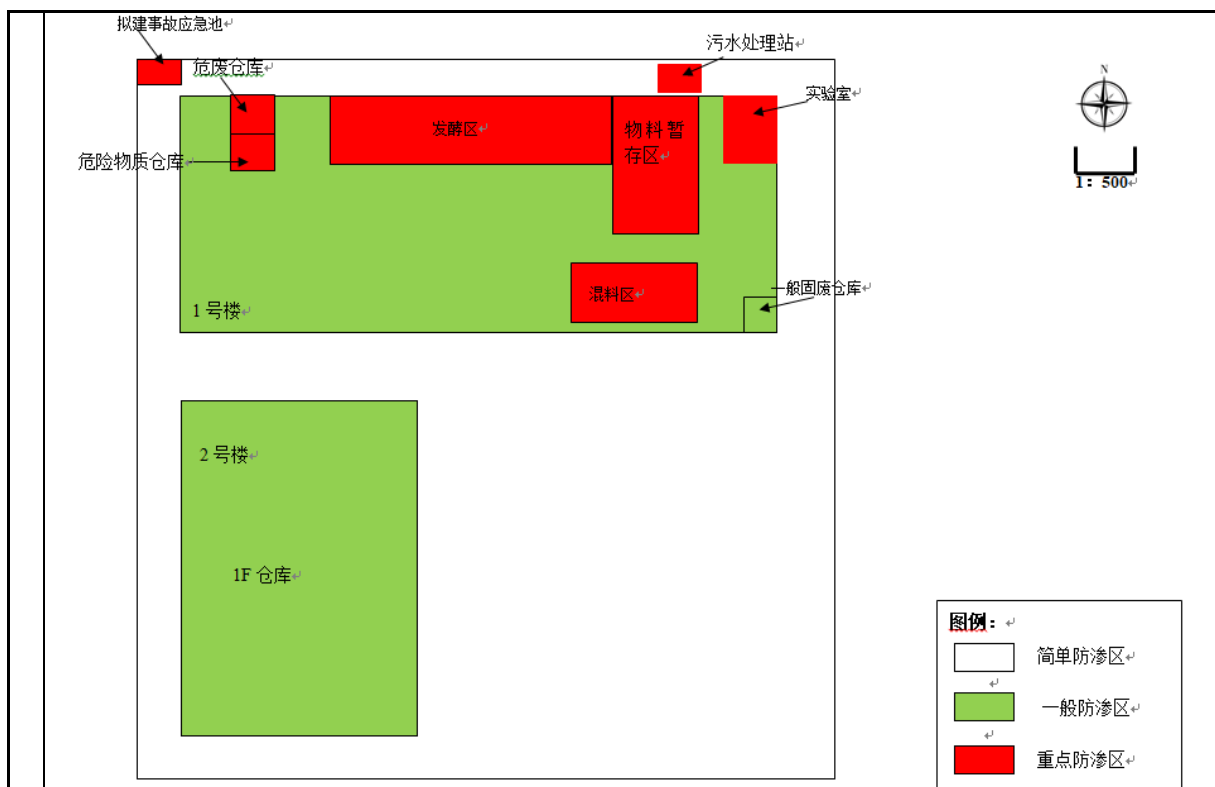 拟建事故应急池
污水处理站
危废仓库
N
实验室
发酵区
物料暂
存区
危险物质仓库
1：500
一般固废仓库
混料区
1 号楼
2 号楼
1F 仓库
图例：
简单防渗区
一般防渗区
重点防渗区